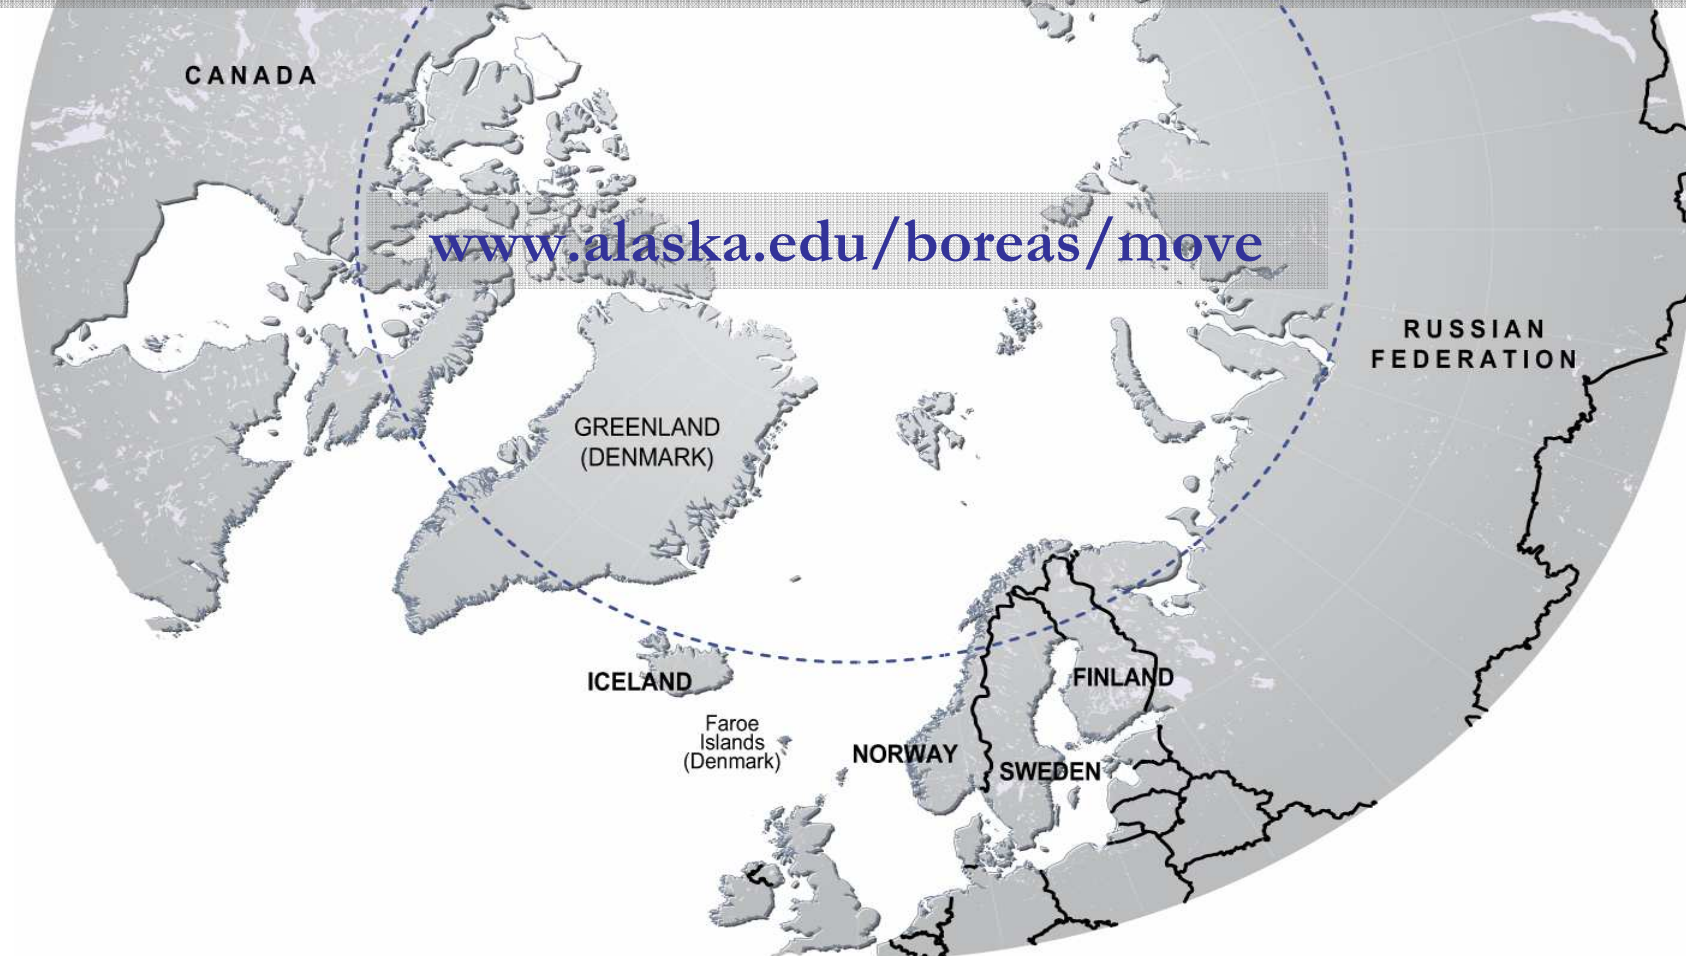 CANADA
www.alaska.edu/boreas/move
RUSSIAN
FEDERATION
GREENLAND
(DENMARK)
ICELAND
FINLAND
Faroe
Islands
(Denmark)
NORWAY
SWEDEN